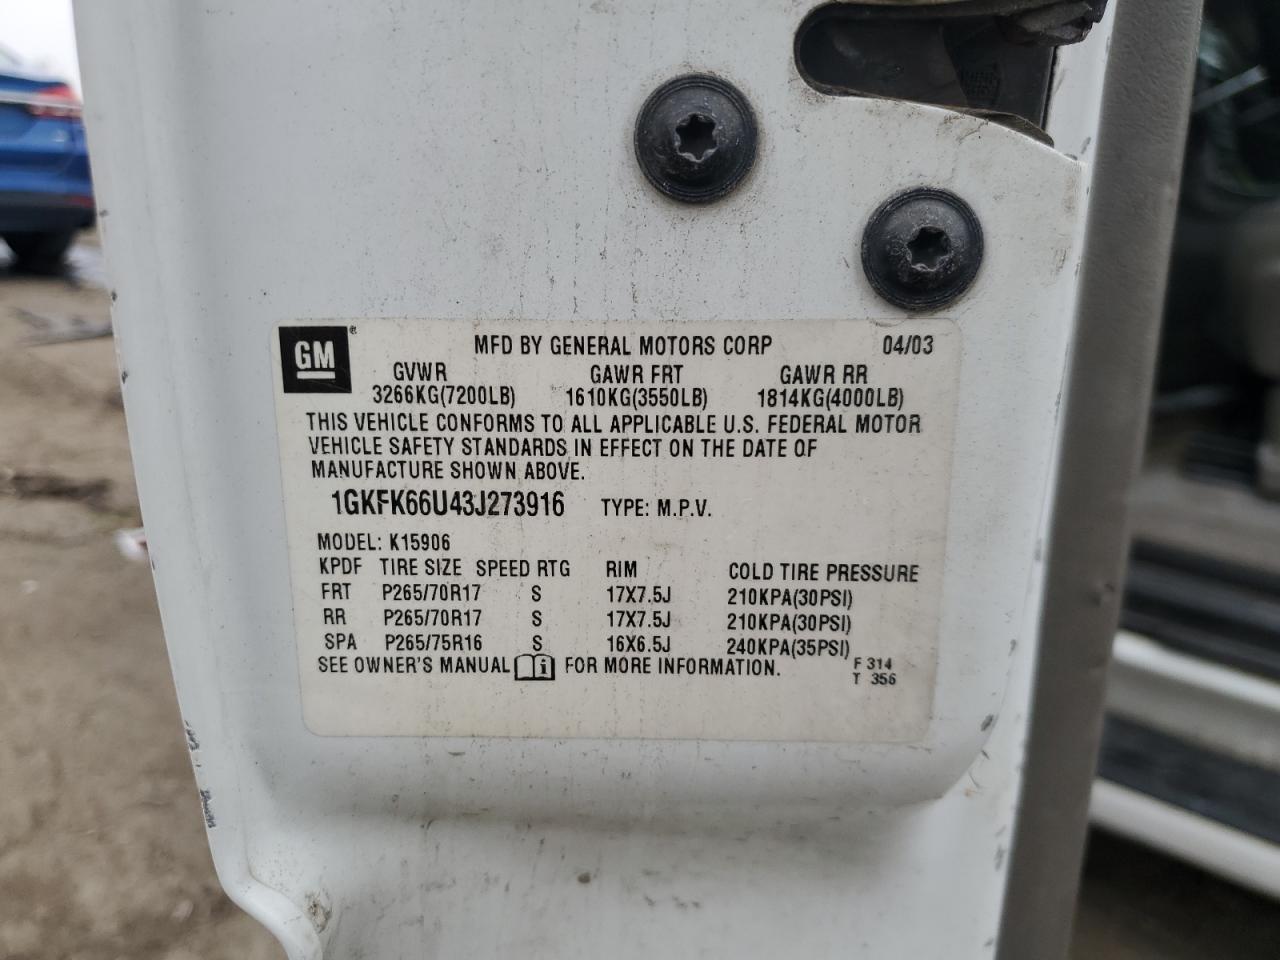 GM ® MFD BY GENERAL MOTORS CORP 04/03
GVWR GAWR FRT GAWR RR
3266KG(7200LB) 1610KG(3550LB) 1814KG(4000LB)
THIS VEHICLE CONFORMS TO ALL APPLICABLE U.S. FEDERAL MOTOR
VEHICLE SAFETY STANDARDS IN EFFECT ON THE DATE OF
MANUFACTURE SHOWN ABOVE.
1GKFK66U43J273916 TYPE: M.P.V.
MODEL: K15906
KPDF TIRE SIZE SPEED RTG RIM COLD TIRE PRESSURE
FRT P265/70R17 S 17X7.5J 210KPA(30PSI)
RR P265/70R17 S 17X7.5J 210KPA(30PSI)
SPA P265/75R16 S 16X6.5J 240KPA(35PSI)
SEE OWNER'S MANUAL i FOR MORE INFORMATION. F 314
T 356